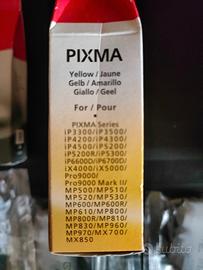 PIXMA
Yellow / Jaune
Gelb / Amarillo
Giallo / Geel
For / Pour
PIXMA Series
iP3300/iP3500/
iP4200/iP4300/
iP4500/iP5200/
iP5200R/iP5300/
iP6600D/iP6700D/
iX4000/iX5000/
Pro9000/
Pro9000 Mark II/
MP500/MP510/
MP520/MP530/
MP600/MP600R/
MP610/MP800/
MP800R/MP810/
MP830/MP960/
MP970/MX700/
MX850
subito